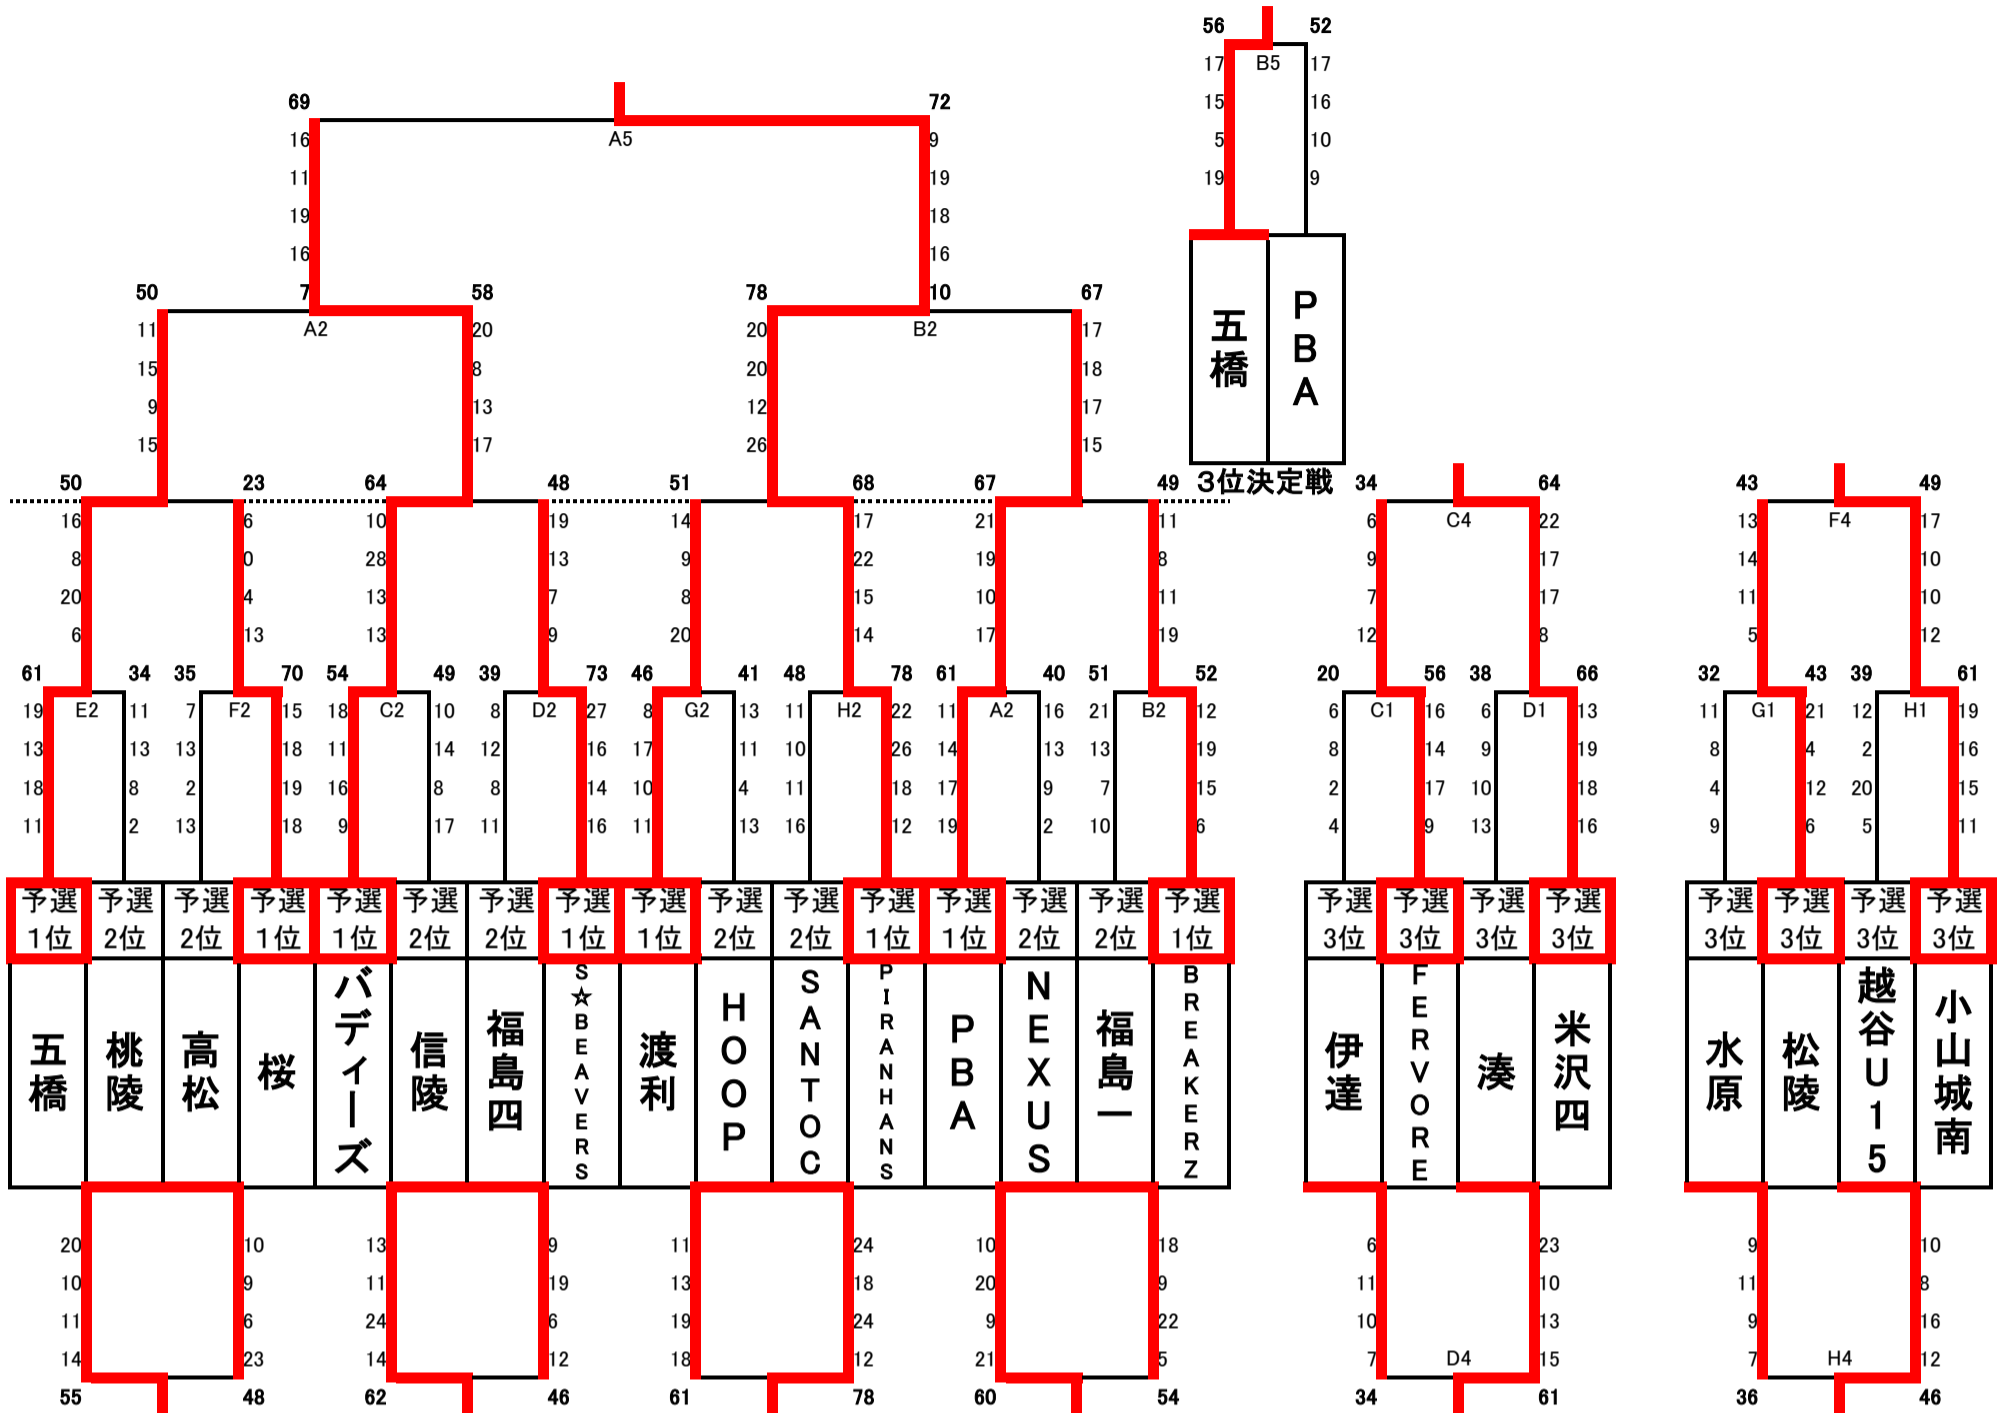 56 52
17 B5 17
15 16
5 10
19 9
五橋 PBA
3位決定戦
69 72
16 A5 9
11 19
19 18
16 16
7 10
50 58 78 67
11 A2 20 20 B2 17
15 8 20 18
9 13 12 17
15 17 26 15
50 23 64 48 51 68 67 49 34 64 43 49
16 6 10 19 14 17 21 11 6 C4 22 13 F4 17
8 0 28 13 9 22 19 8 9 17 14 10
20 4 13 7 8 15 10 11 7 17 11 10
6 13 13 9 20 14 17 19 12 8 5 12
61 34 35 70 54 49 39 73 46 41 48 78 61 40 51 52 20 56 38 66 32 43 39 61
19 E2 11 7 F2 15 18 C2 10 8 D2 27 8 G2 13 11 H2 22 11 A2 16 21 B2 12 6 C1 16 6 D1 13 11 G1 21 12 H1 19
13 13 13 18 11 14 12 16 17 11 10 26 14 13 13 19 8 14 9 19 8 4 2 16
18 8 2 19 16 8 8 14 10 4 11 18 17 9 7 15 2 17 10 18 4 12 20 15
11 2 13 18 9 17 11 16 11 13 16 12 19 2 10 6 4 9 13 16 9 6 5 11
予選 予選 予選 予選 予選 予選 予選 予選 予選 予選 予選 予選 予選 予選 予選 予選 予選 予選 予選 予選 予選 予選 予選 予選
1位 2位 2位 1位 1位 2位 2位 1位 1位 2位 2位 1位 1位 2位 2位 1位 3位 3位 3位 3位 3位 3位 3位 3位
五橋
桃陵
高松
桜
バディーズ
信陵
福島四
S☆BEAVERS
渡利
HOOP
SANTOC
PIRANHANS
PBA
NEXUS
福島一
BREAKERZ
伊達
FERVORE
湊
米沢四
水原
松陵
越谷U15
小山城南
20 10 13 9 11 24 10 18 6 23 9 10
10 9 11 19 13 18 20 9 11 10 11 8
11 6 24 6 19 24 9 22 10 13 9 16
14 23 14 12 18 12 21 5 7 D4 15 7 H4 12
55 48 62 46 61 78 60 54 34 61 36 46